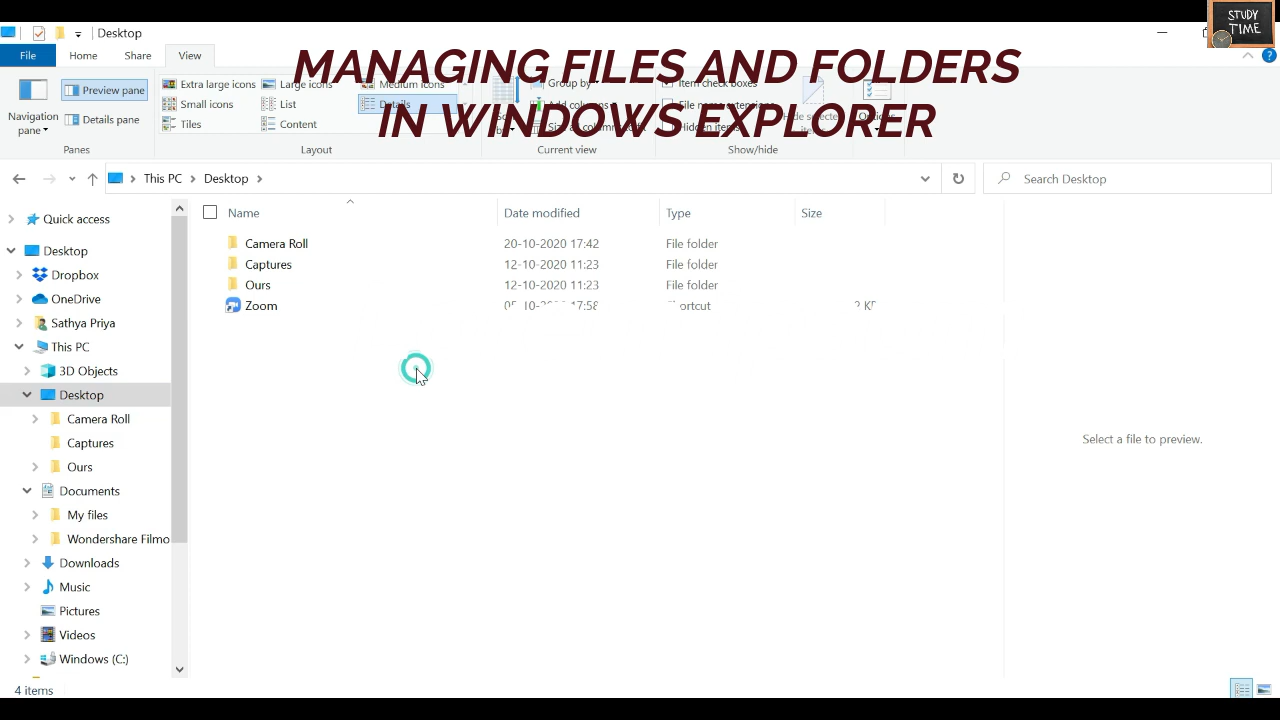 STUDY
TIME
Desktop
File Home Share View
MANAGING FILES AND FOLDERS
IN WINDOWS EXPLORER
Navigation
pane
Preview pane
Details pane
Extra large icons Large icons Medium icons
Small icons List Details
Tiles Content
Group by
Add columns
Item check boxes
File name extensions
Hidden items
Panes Layout Current view Show/hide
This PC Desktop
Search Desktop
Name Date modified Type Size
Camera Roll 20-10-2020 17:42 File folder
Captures 12-10-2020 11:23 File folder
Ours 12-10-2020 11:23 File folder
Zoom
Quick access
Desktop
Dropbox
OneDrive
Sathya Priya
This PC
3D Objects
Desktop
Camera Roll
Captures
Ours
Documents
My files
Wondershare Filmo
Downloads
Music
Pictures
Videos
Windows (C:)
Select a file to preview.
4 items